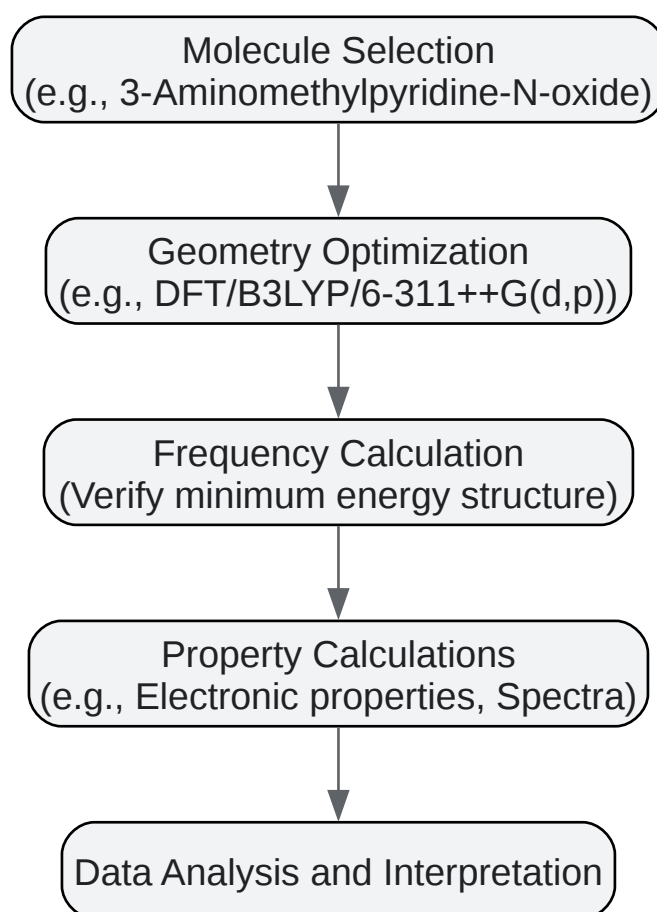 Molecule Selection
(e.g., 3-Aminomethylpyridine-N-oxide)
Geometry Optimization
(e.g., DFT/B3LYP/6-311++G(d,p))
Frequency Calculation
(Verify minimum energy structure)
Property Calculations
(e.g., Electronic properties, Spectra)
Data Analysis and Interpretation